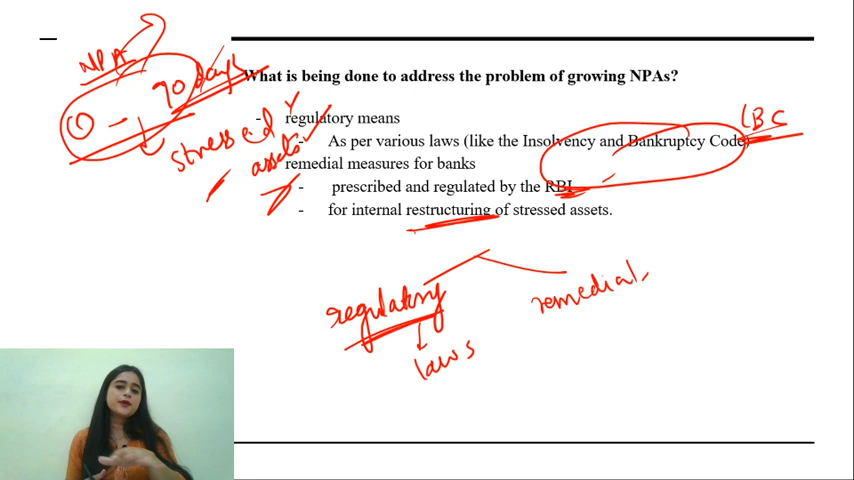 NPA
90 days
What is being done to address the problem of growing NPAs?
- regulatory means
- As per various laws (like the Insolvency and Bankruptcy Code)
IBC
stressed
assets
remedial measures for banks
- prescribed and regulated by the RBI
- for internal restructuring of stressed assets.
regulatory
remedial
laws